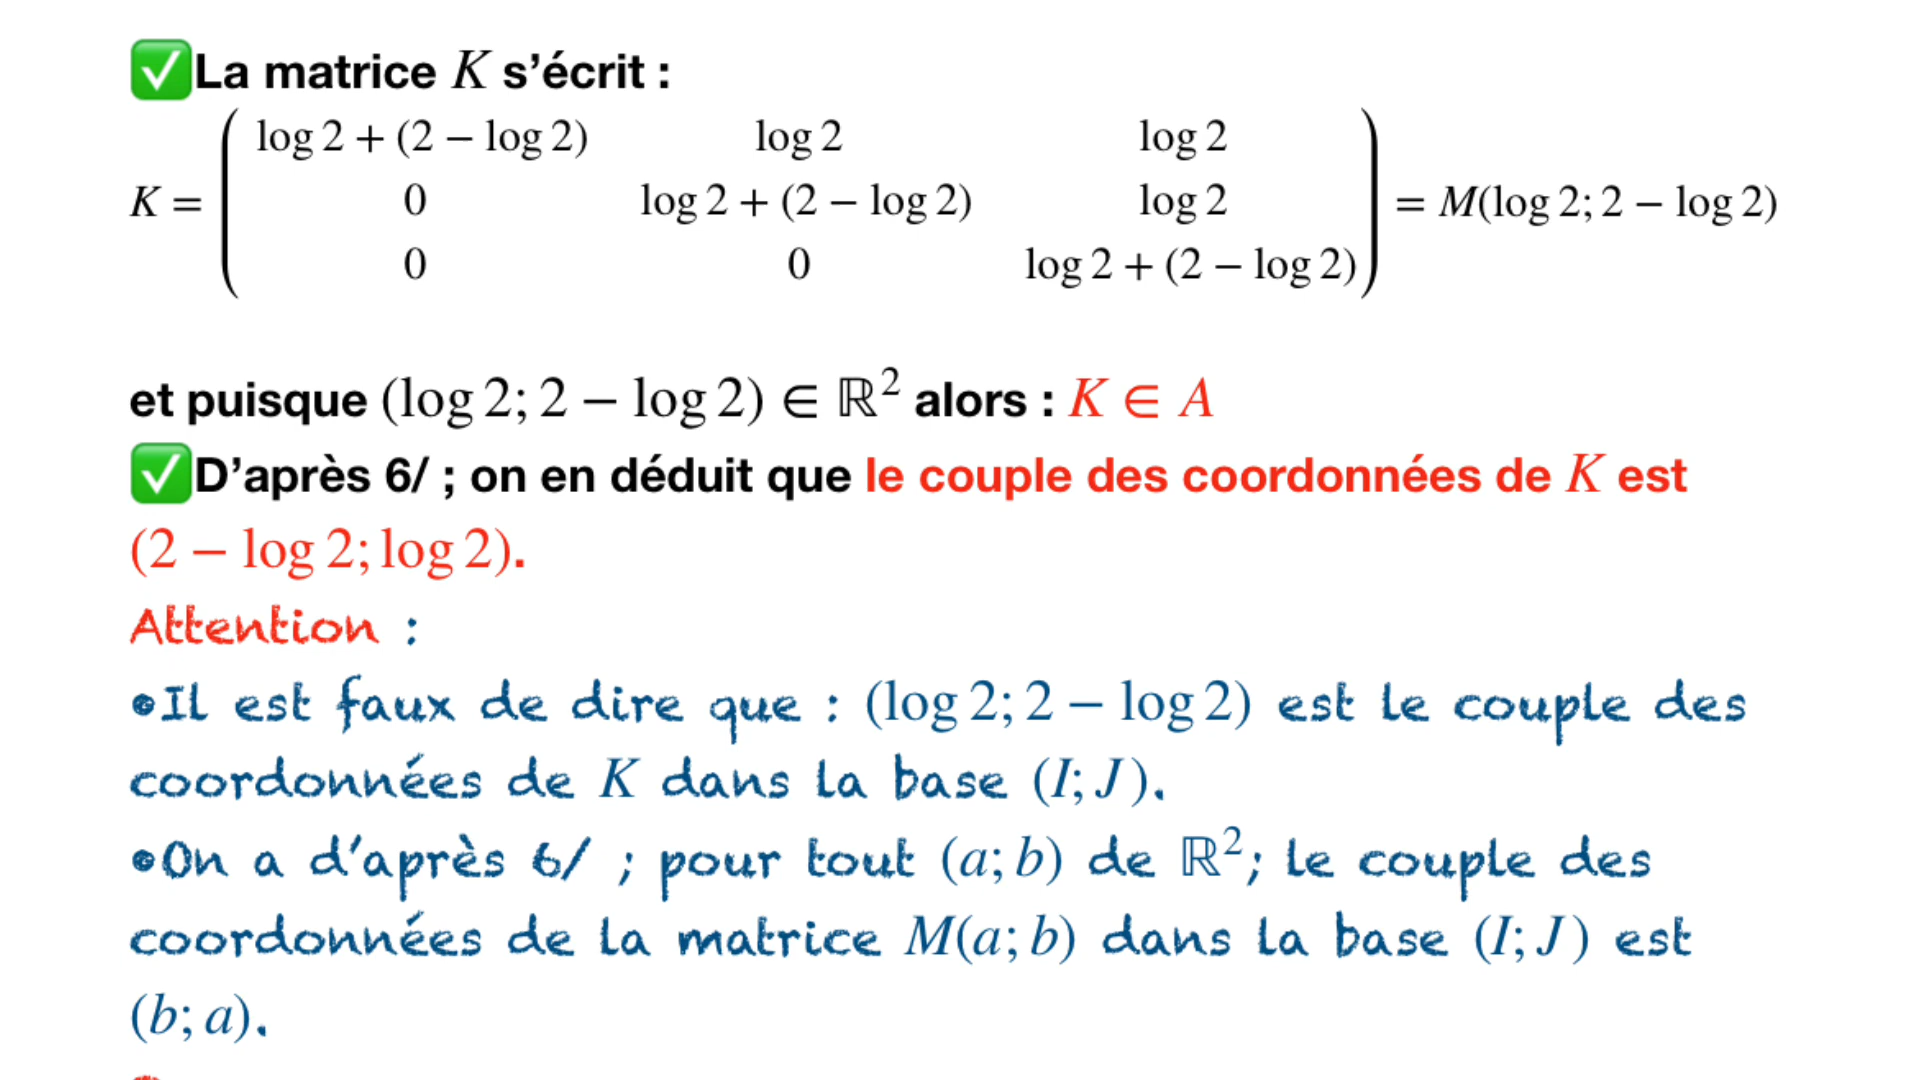 ✅La matrice K s’écrit :
K = ( log 2 + (2 − log 2) log 2 log 2
0 log 2 + (2 − log 2) log 2
0 0 log 2 + (2 − log 2) ) = M(log 2; 2 − log 2)
et puisque (log 2; 2 − log 2) ∈ ℝ² alors : K ∈ A
✅D’après 6/ ; on en déduit que le couple des coordonnées de K est
(2 − log 2; log 2).
Attention :
•Il est faux de dire que : (log 2; 2 − log 2) est le couple des
coordonnées de K dans la base (I; J).
•On a d’après 6/ ; pour tout (a; b) de ℝ²; le couple des
coordonnées de la matrice M(a; b) dans la base (I; J) est
(b; a).